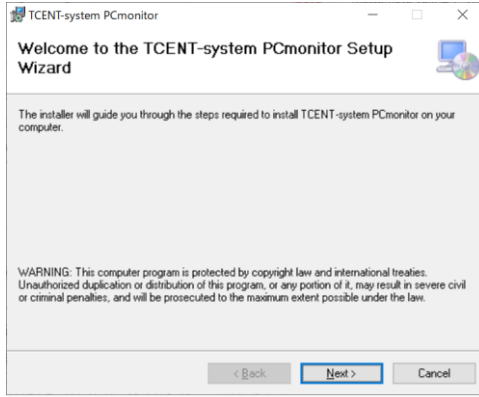 TCENT-system PCmonitor
Welcome to the TCENT-system PCmonitor Setup
Wizard
The installer will guide you through the steps required to install TCENT-system PCmonitor on your
computer.
WARNING: This computer program is protected by copyright law and international treaties.
Unauthorized duplication or distribution of this program, or any portion of it, may result in severe civil
or criminal penalties, and will be prosecuted to the maximum extent possible under the law.
< Back
Next >
Cancel